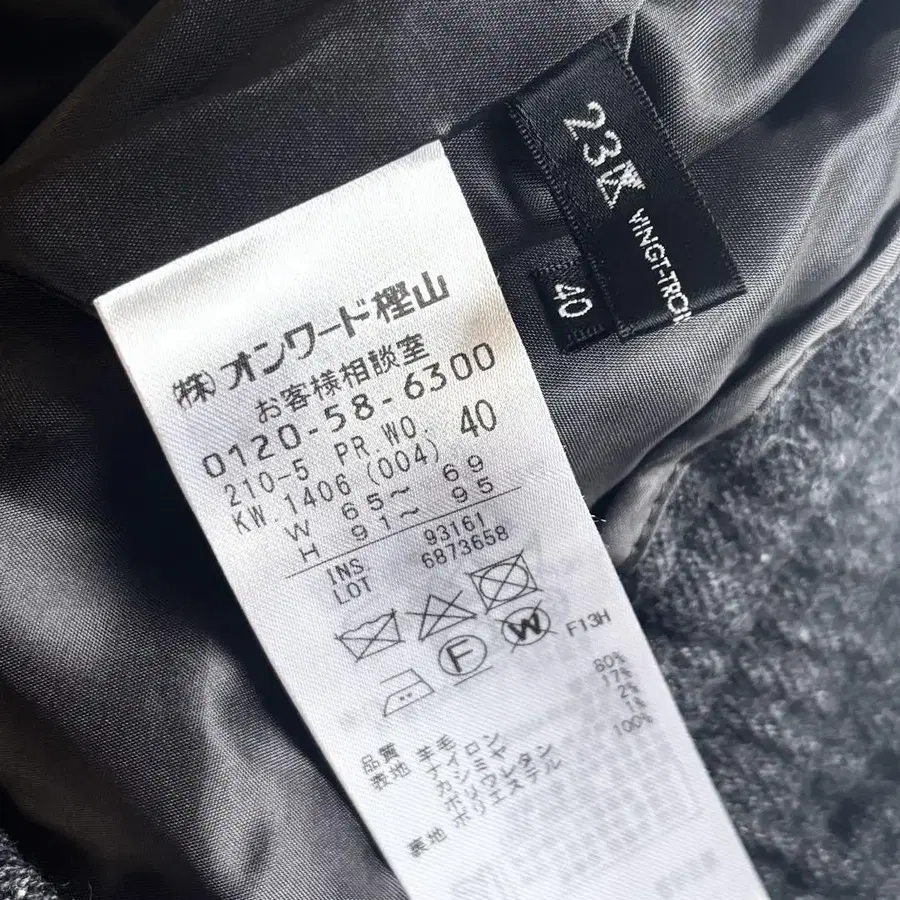 23区
VINGT-TROI
40
(株)オンワード樫山
お客様相談室
0120-58-6300
210-5 PR WO. 40
KW.1406 (004)
W 65～ 69
H 91～ 95
INS 93161
LOT 6873658
F W F13H
品質
表地 羊毛 80%
ナイロン 17%
カシミヤ 2%
ポリウレタン 1%
裏地 ポリエステル 100%